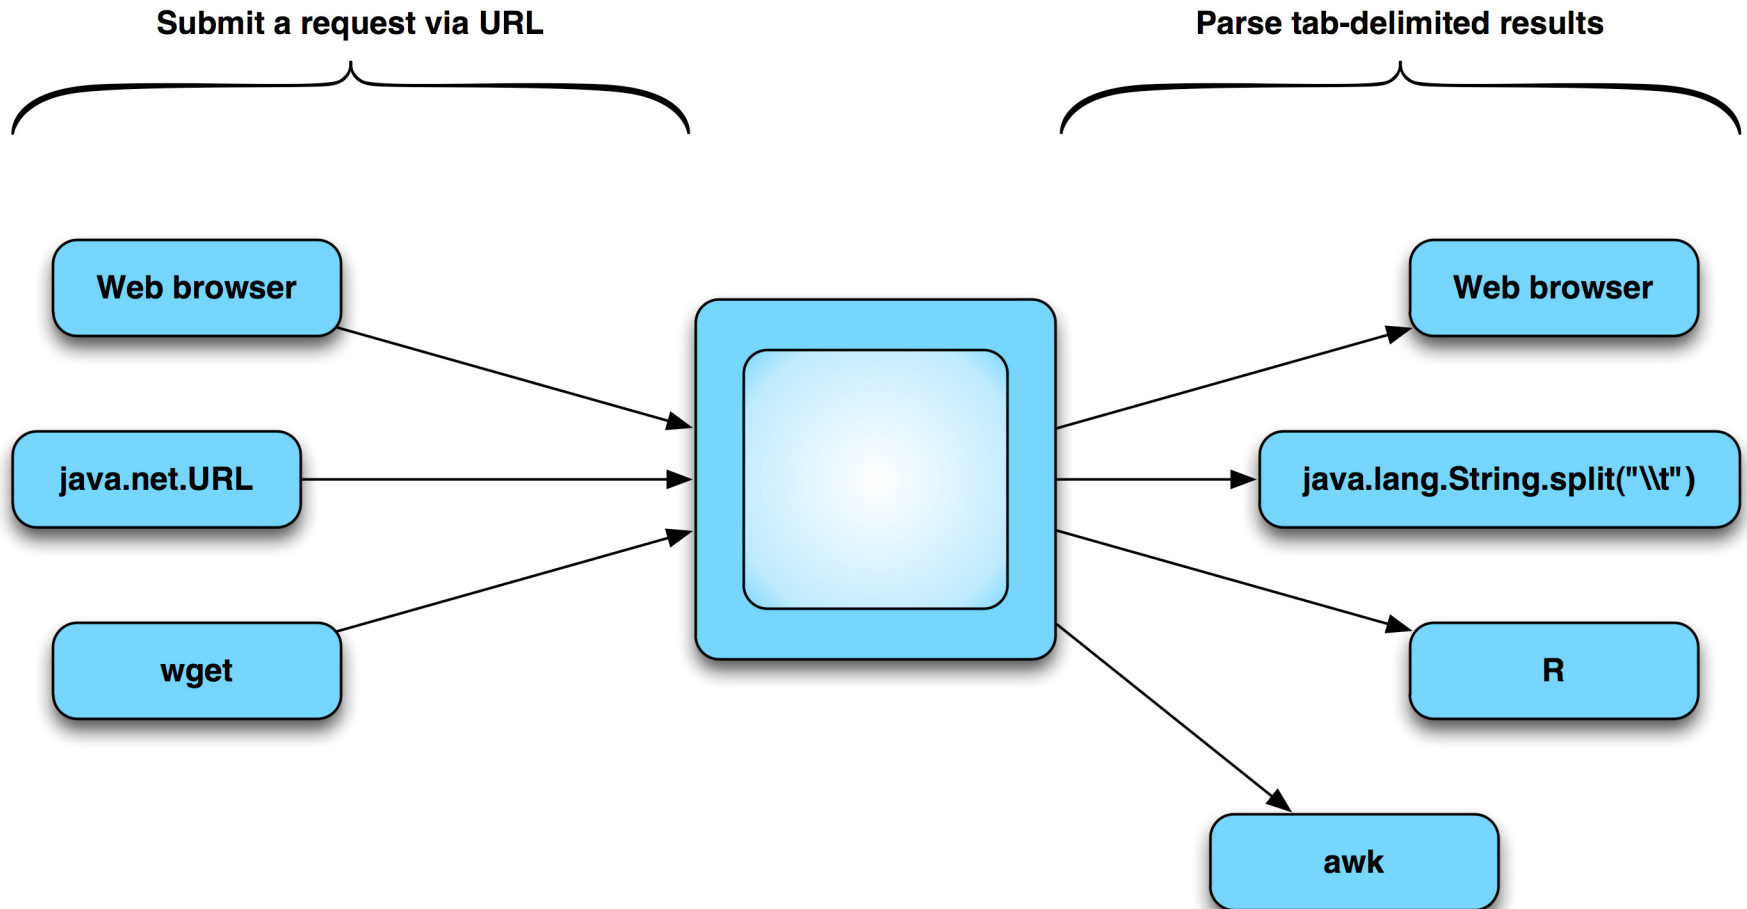 Submit a request via URL
Parse tab-delimited results
Web browser
Web browser
java.net.URL
java.lang.String.split("\\t")
wget
R
awk